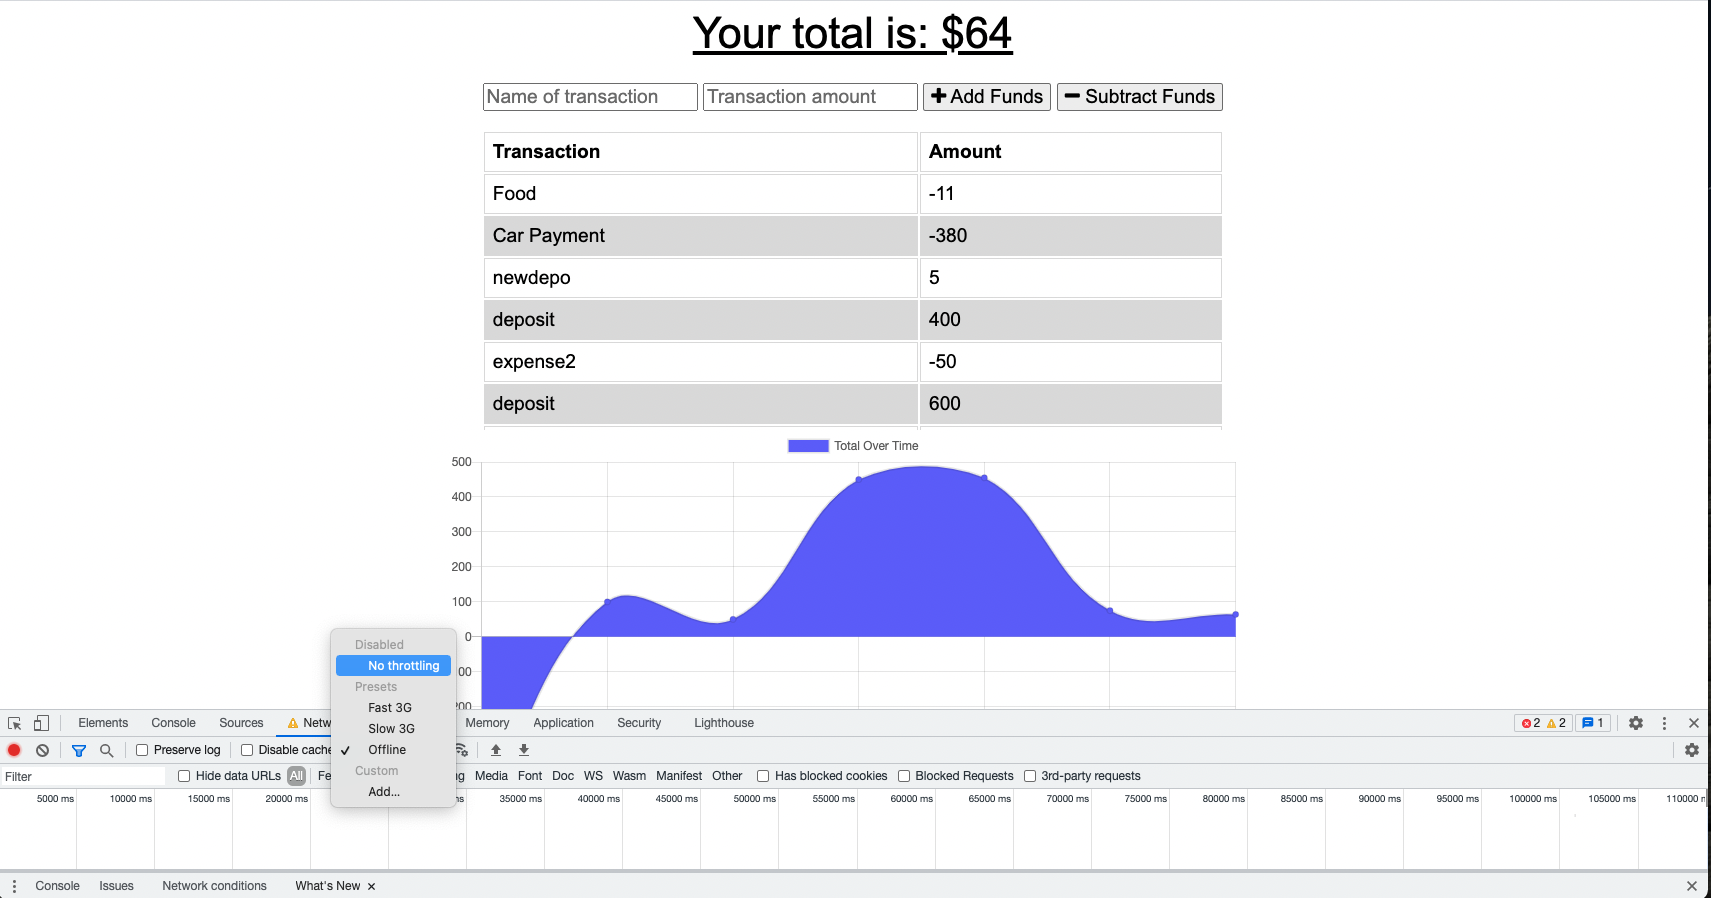 Your total is: $64
Name of transaction Transaction amount Add Funds Subtract Funds
Transaction Amount
Food -11
Car Payment -380
newdepo 5
deposit 400
expense2 -50
deposit 600
Total Over Time
500
400
300
200
100
0
00
200
Disabled
No throttling
Presets
Fast 3G
Slow 3G
✓ Offline
Custom
Add...
Elements Console Sources Netw Memory Application Security Lighthouse 2 2 1
Preserve log Disable cache
Filter Hide data URLs All Fe ng Media Font Doc WS Wasm Manifest Other Has blocked cookies Blocked Requests 3rd-party requests
5000 ms 10000 ms 15000 ms 20000 ms ms 35000 ms 40000 ms 45000 ms 50000 ms 55000 ms 60000 ms 65000 ms 70000 ms 75000 ms 80000 ms 85000 ms 90000 ms 95000 ms 100000 ms 105000 ms 110000
Console Issues Network conditions What's New ×